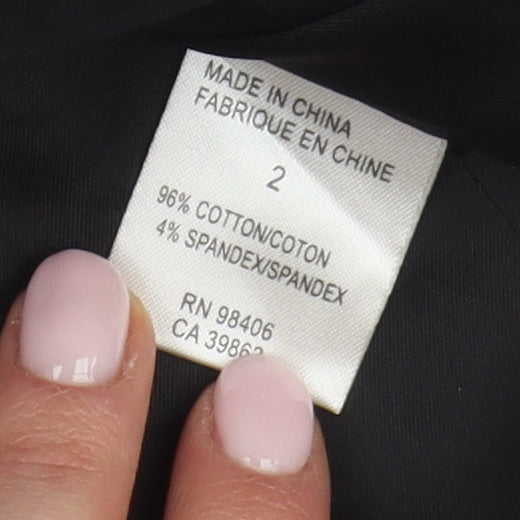 MADE IN CHINA
FABRIQUE EN CHINE
2
96% COTTON/COTON
4% SPANDEX/SPANDEX
RN 98406
CA